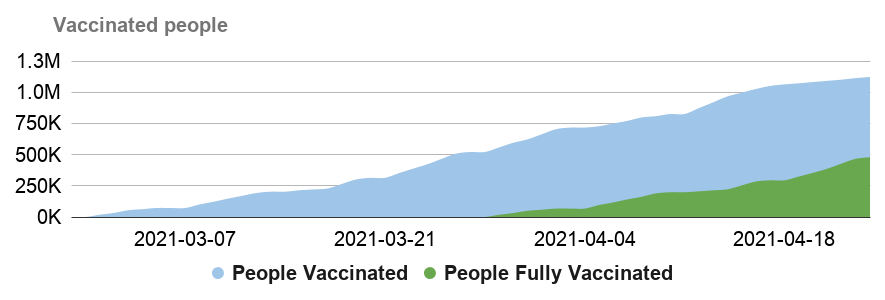 Vaccinated people
1.3M
1.0M
750K
500K
250K
0K
2021-03-07 2021-03-21 2021-04-04 2021-04-18
People Vaccinated People Fully Vaccinated